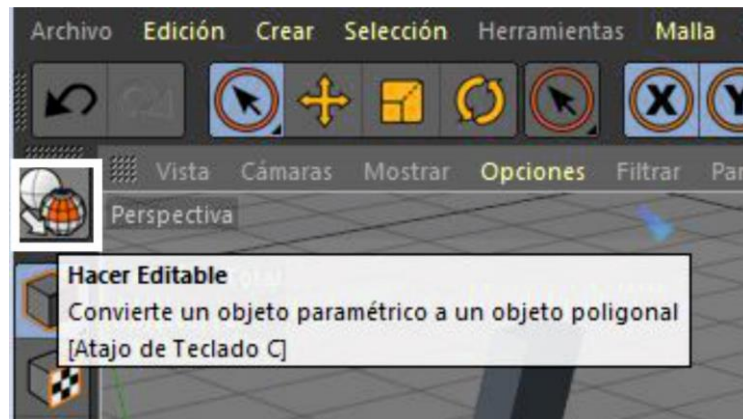 Archivo Edición Crear Selección Herramientas Malla
X Y
Vista Cámaras Mostrar Opciones Filtrar Par
Perspectiva
Hacer Editable
Convierte un objeto paramétrico a un objeto poligonal
[Atajo de Teclado C]